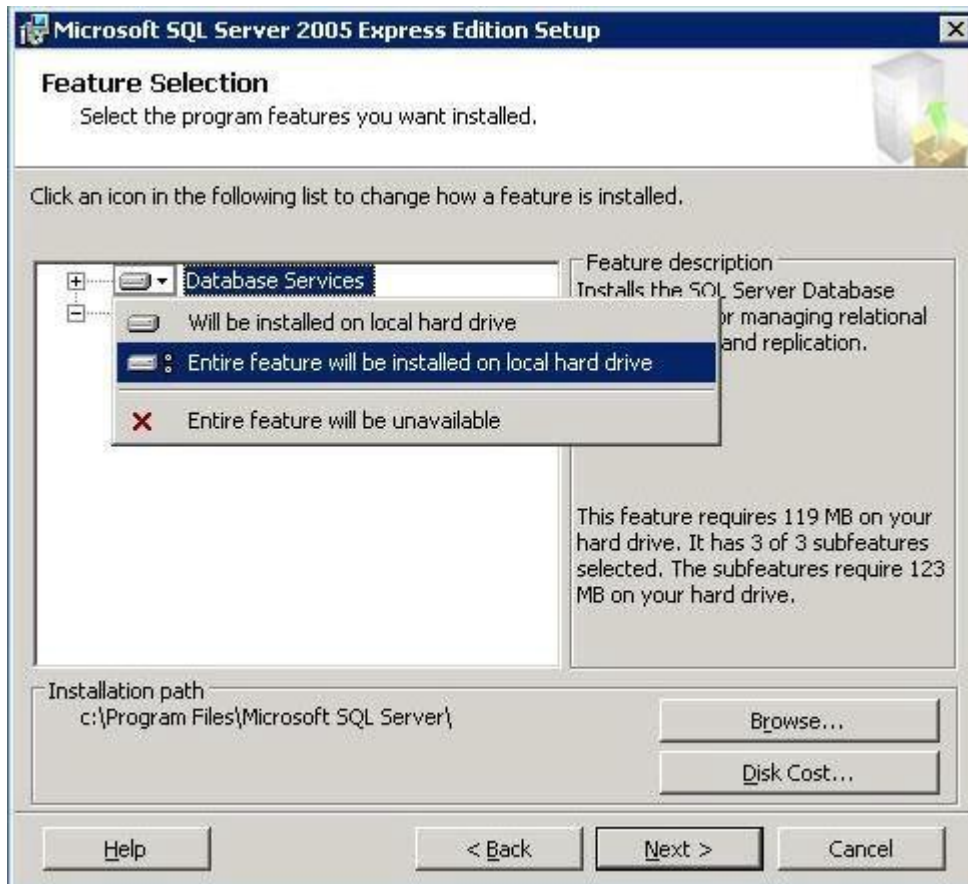 Microsoft SQL Server 2005 Express Edition Setup
Feature Selection
Select the program features you want installed.
Click an icon in the following list to change how a feature is installed.
Database Services
Will be installed on local hard drive
Entire feature will be installed on local hard drive
Entire feature will be unavailable
Feature description
Installs the SQL Server Database
or managing relational
and replication.
This feature requires 119 MB on your
hard drive. It has 3 of 3 subfeatures
selected. The subfeatures require 123
MB on your hard drive.
Installation path
c:\Program Files\Microsoft SQL Server\
Browse...
Disk Cost...
Help
< Back
Next >
Cancel